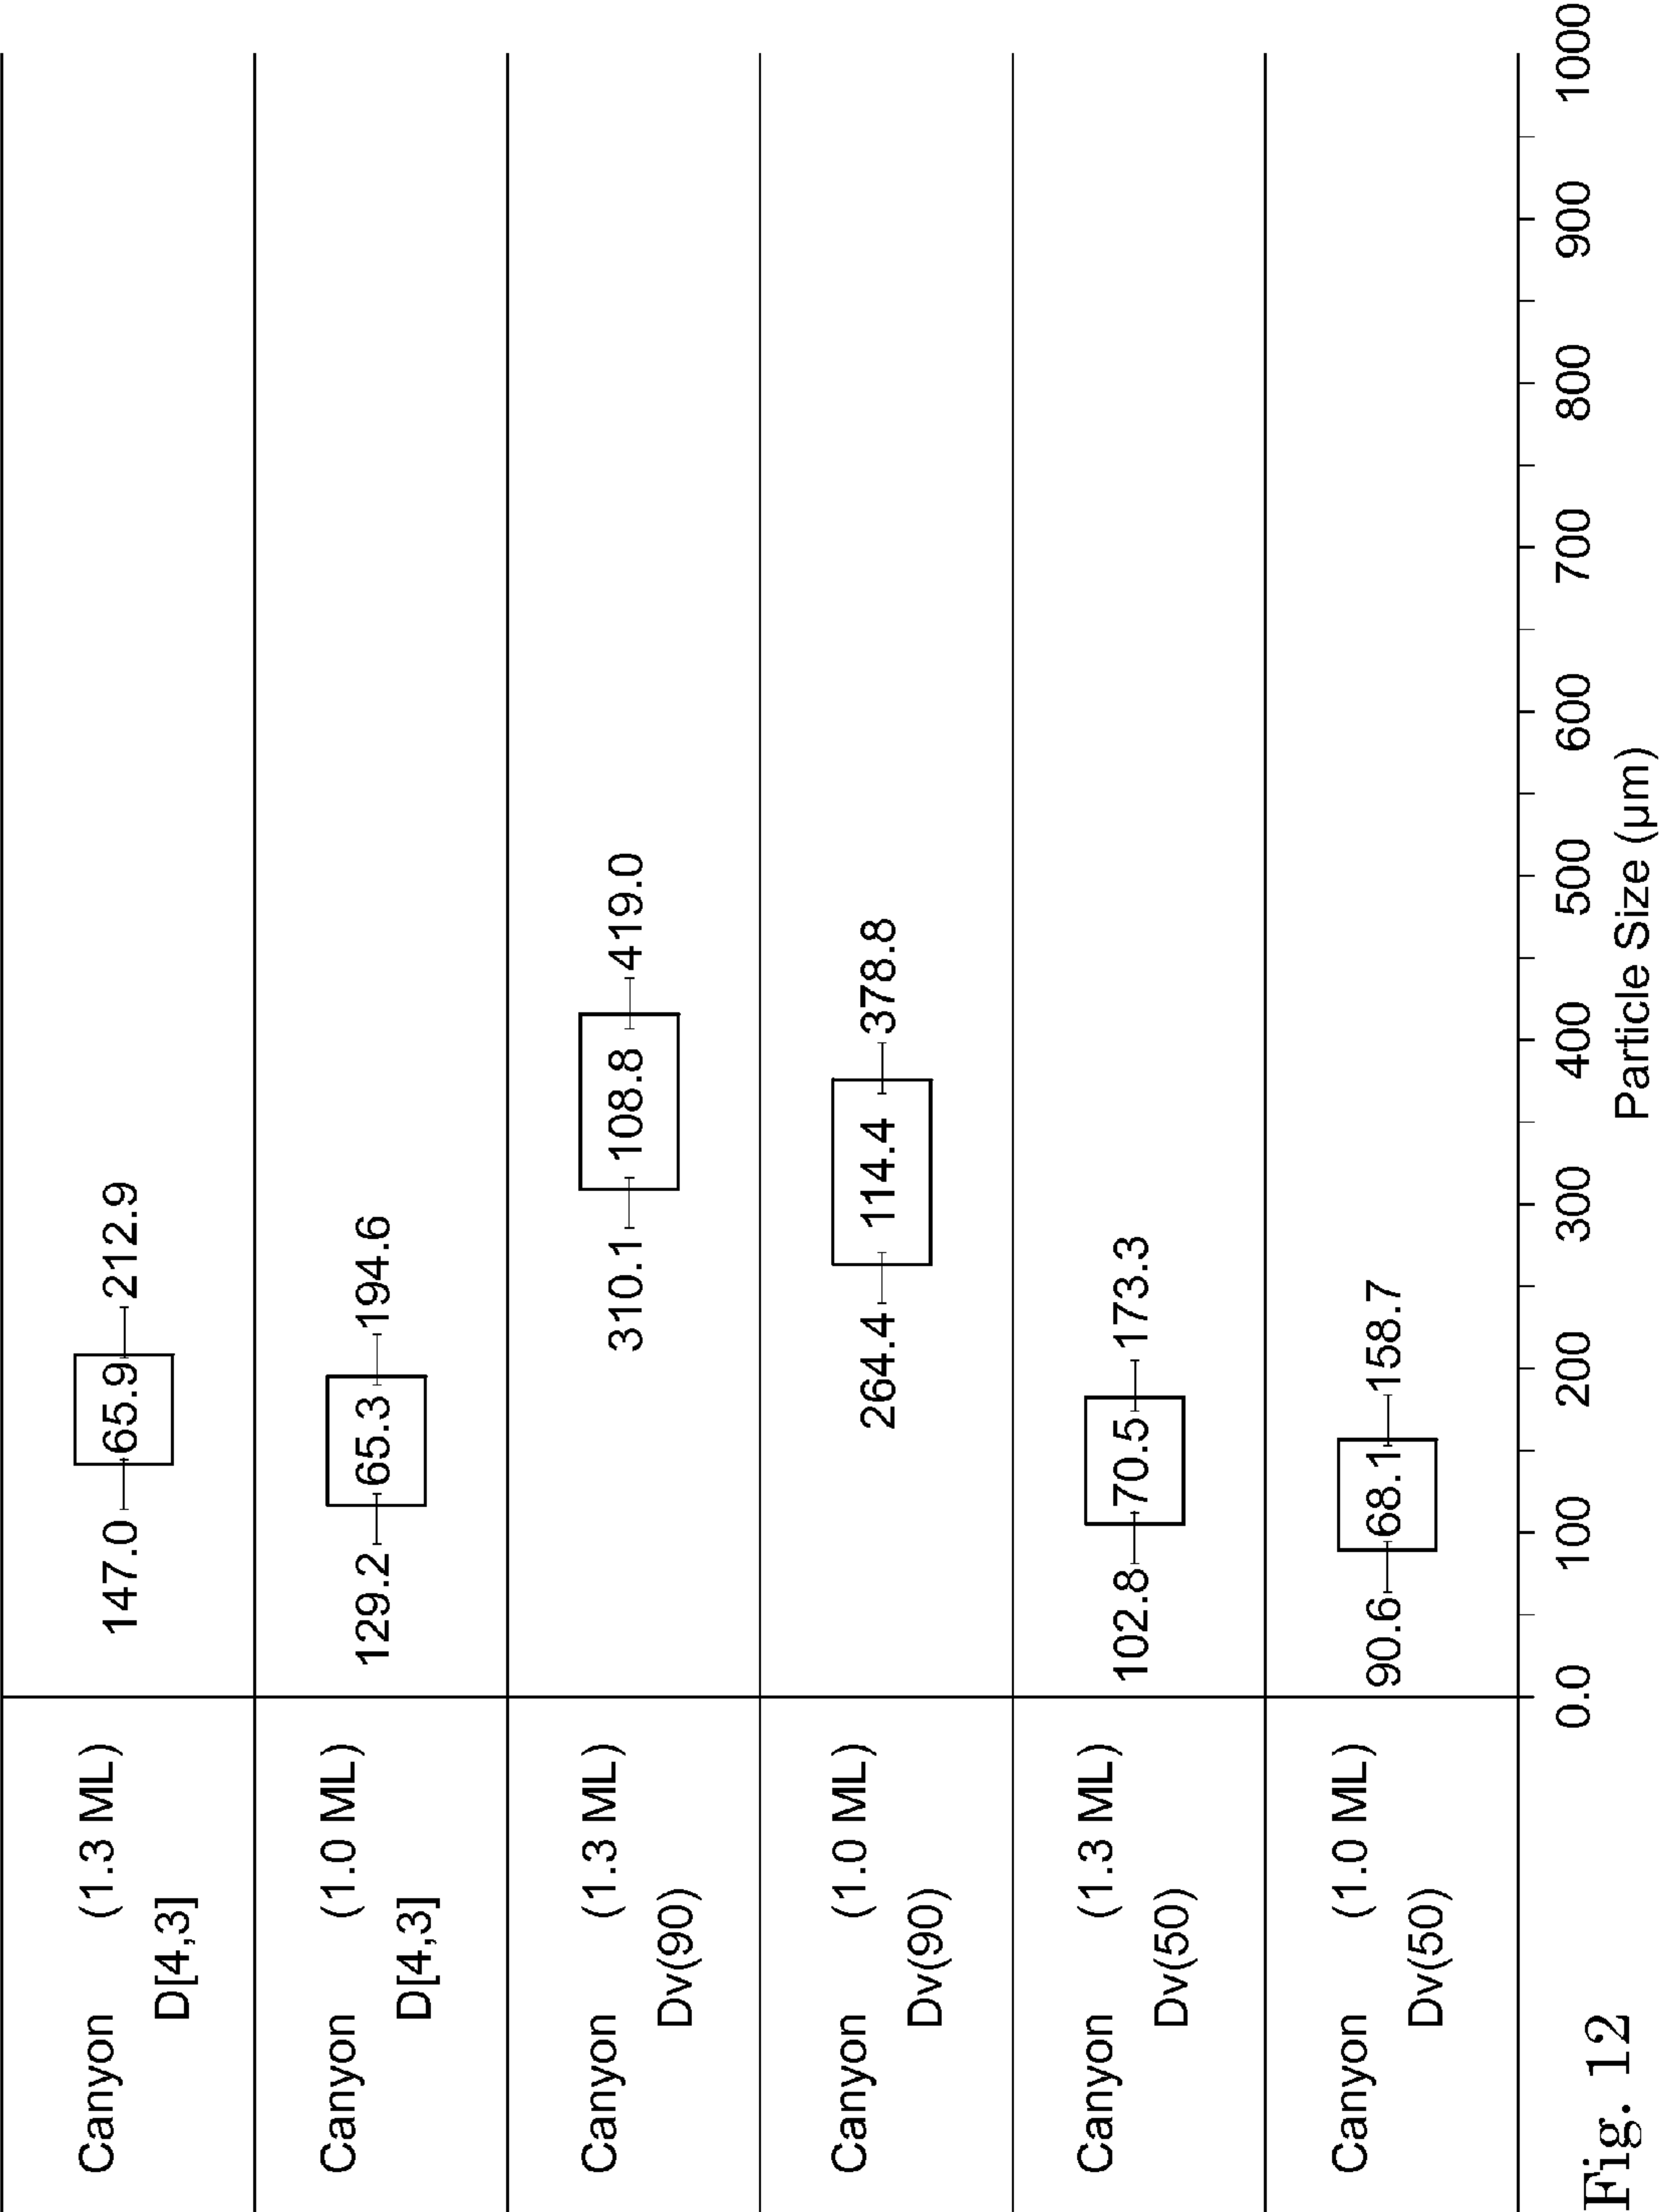 Canyon (1.3 ML) 147.0 65.9 212.9
D[4,3]
Canyon (1.0 ML) 129.2 65.3 194.6
D[4,3]
Canyon (1.3 ML) 310.1 108.8 419.0
Dv(90)
Canyon (1.0 ML) 264.4 114.4 378.8
Dv(90)
Canyon (1.3 ML) 102.8 70.5 173.3
Dv(50)
Canyon (1.0 ML) 90.6 68.1 158.7
Dv(50)
0.0 100 200 300 400 500 600 700 800 900 1000
Particle Size (µm)
Fig. 12